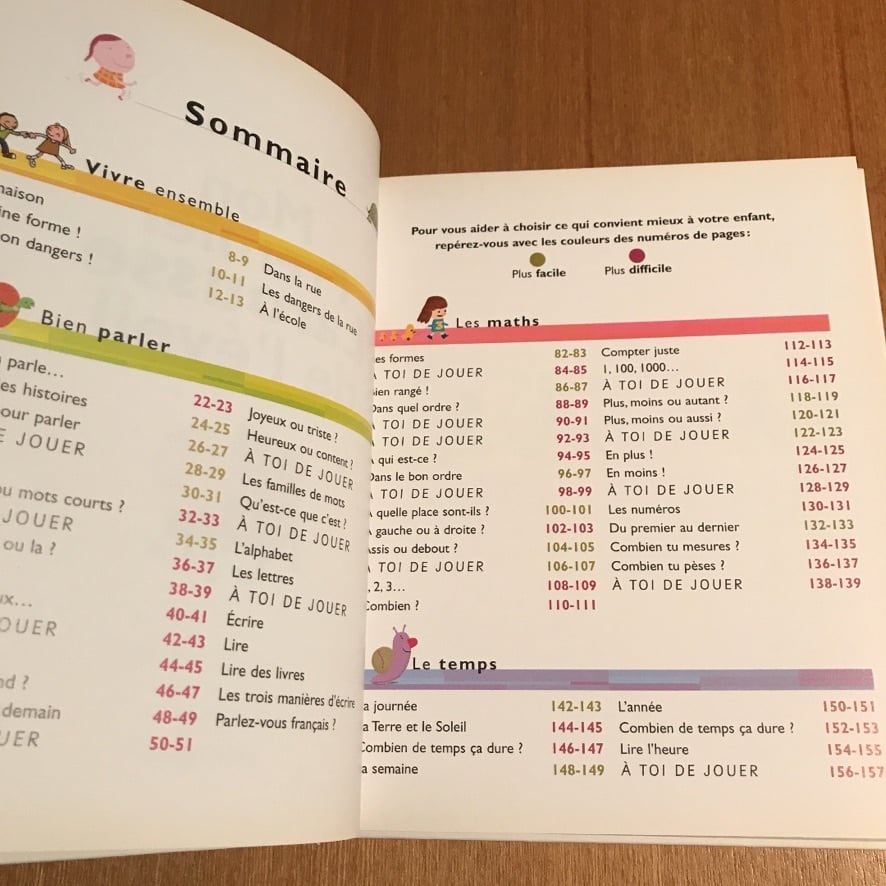 Sommaire
Vivre ensemble
maison 8-9 Dans la rue
forme ! 10-11 Les dangers de la rue
dangers ! 12-13 À l'école
Bien parler
parle... 22-23 Joyeux ou triste ?
histoires 24-25 Heureux ou content ?
parler 26-27 À TOI DE JOUER
JOUER 28-29 Les familles de mots
30-31 Qu'est-ce que c'est ?
mots courts ? 32-33 À TOI DE JOUER
JOUER 34-35 L'alphabet
ou la ? 36-37 Les lettres
38-39 À TOI DE JOUER
40-41 Écrire
OUER 42-43 Lire
44-45 Lire des livres
46-47 Les trois manières d'écrire
demain 48-49 Parlez-vous français ?
UER 50-51
Pour vous aider à choisir ce qui convient mieux à votre enfant,
repérez-vous avec les couleurs des numéros de pages :
Plus facile Plus difficile
Les maths
es formes 82-83 Compter juste 112-113
À TOI DE JOUER 84-85 1, 100, 1000... 114-115
ien rangé ! 86-87 À TOI DE JOUER 116-117
Dans quel ordre ? 88-89 Plus, moins ou autant ? 118-119
À TOI DE JOUER 90-91 Plus, moins ou aussi ? 120-121
À TOI DE JOUER 92-93 À TOI DE JOUER 122-123
À qui est-ce ? 94-95 En plus ! 124-125
Dans le bon ordre 96-97 En moins ! 126-127
À TOI DE JOUER 98-99 À TOI DE JOUER 128-129
À quelle place sont-ils ? 100-101 Les numéros 130-131
À gauche ou à droite ? 102-103 Du premier au dernier 132-133
Assis ou debout ? 104-105 Combien tu mesures ? 134-135
À TOI DE JOUER 106-107 Combien tu pèses ? 136-137
, 2, 3... 108-109 À TOI DE JOUER 138-139
Combien ? 110-111
Le temps
a journée 142-143 L'année 150-151
a Terre et le Soleil 144-145 Combien de temps ça dure ? 152-153
Combien de temps ça dure ? 146-147 Lire l'heure 154-155
a semaine 148-149 À TOI DE JOUER 156-157